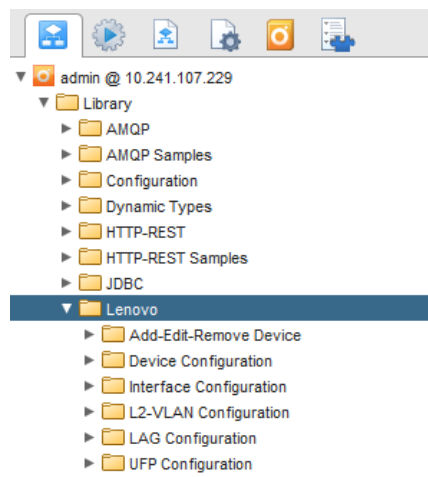 admin @ 10.241.107.229
Library
AMQP
AMQP Samples
Configuration
Dynamic Types
HTTP-REST
HTTP-REST Samples
JDBC
Lenovo
Add-Edit-Remove Device
Device Configuration
Interface Configuration
L2-VLAN Configuration
LAG Configuration
UFP Configuration